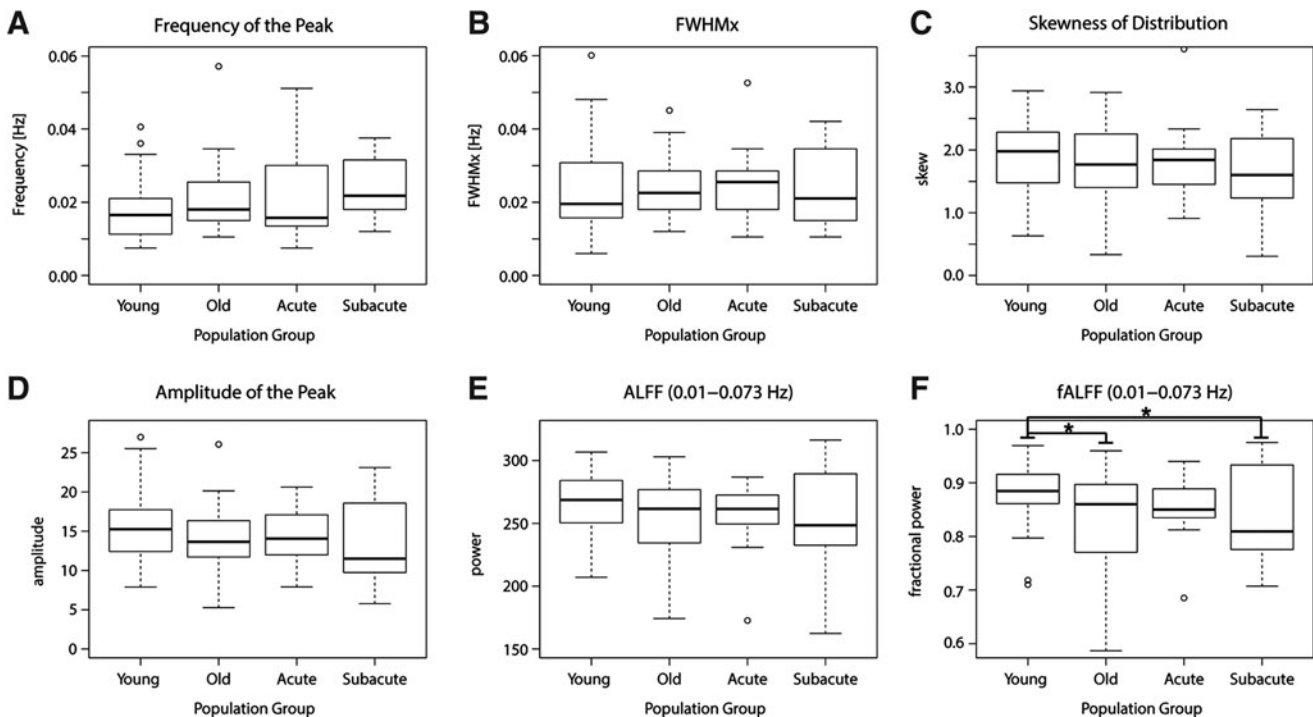 A
Frequency of the Peak
Frequency [Hz]
0.06
0.04
0.02
0.00
Young Old Acute Subacute
Population Group
B
FWHMx
FWHMx [Hz]
0.06
0.04
0.02
0.00
Young Old Acute Subacute
Population Group
C
Skewness of Distribution
skew
3.0
2.0
1.0
0.0
Young Old Acute Subacute
Population Group
D
Amplitude of the Peak
amplitude
25
20
15
10
5
0
Young Old Acute Subacute
Population Group
E
ALFF (0.01−0.073 Hz)
power
300
250
200
150
Young Old Acute Subacute
Population Group
F
fALFF (0.01−0.073 Hz)
fractional power
1.0
0.9
0.8
0.7
0.6
*
*
Young Old Acute Subacute
Population Group